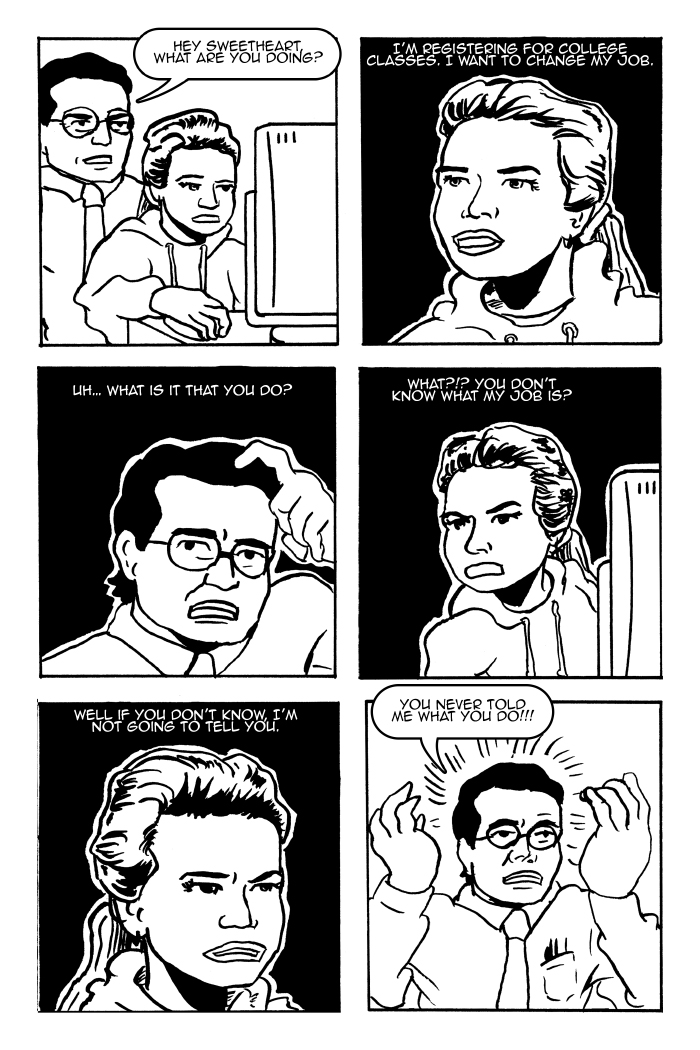 HEY SWEETHEART,
WHAT ARE YOU DOING?
I'M REGISTERING FOR COLLEGE
CLASSES. I WANT TO CHANGE MY JOB.
UH... WHAT IS IT THAT YOU DO?
WHAT?!? YOU DON'T
KNOW WHAT MY JOB IS?
WELL IF YOU DON'T KNOW, I'M
NOT GOING TO TELL YOU.
YOU NEVER TOLD
ME WHAT YOU DO!!!